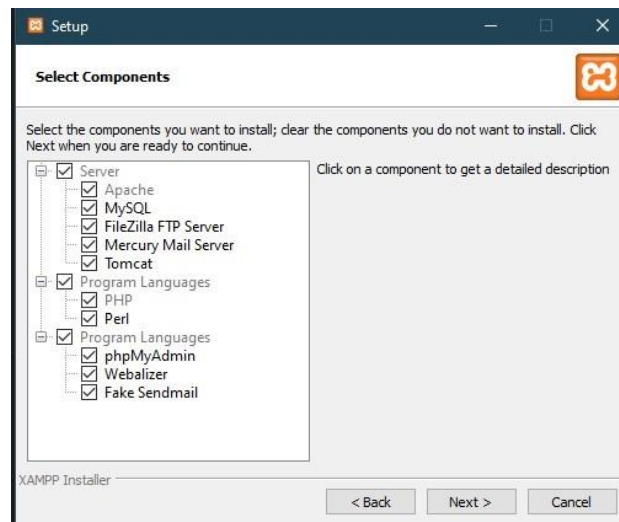 Setup
Select Components
Select the components you want to install; clear the components you do not want to install. Click
Next when you are ready to continue.
Server
Apache
MySQL
FileZilla FTP Server
Mercury Mail Server
Tomcat
Program Languages
PHP
Perl
Program Languages
phpMyAdmin
Webalizer
Fake Sendmail
Click on a component to get a detailed description
XAMPP Installer
< Back
Next >
Cancel